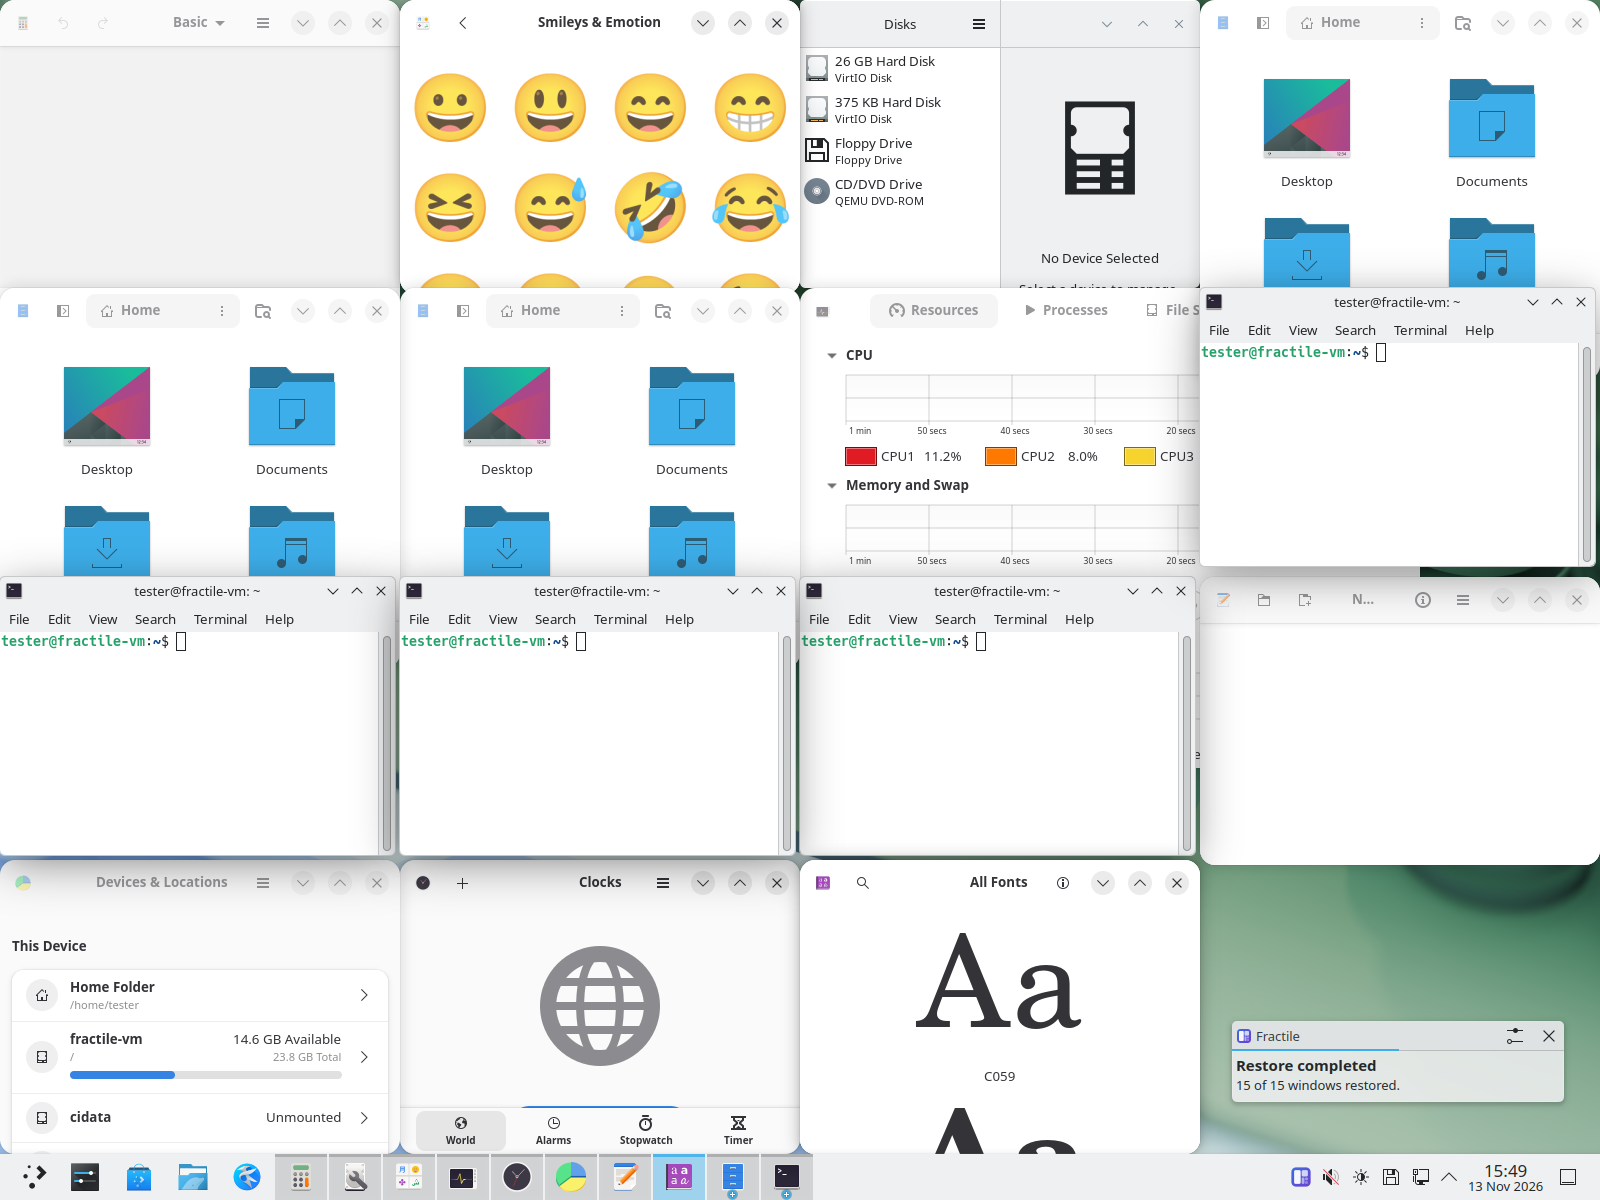 Basic
Smileys & Emotion
Disks
26 GB Hard Disk
VirtIO Disk
375 KB Hard Disk
VirtIO Disk
Floppy Drive
Floppy Drive
CD/DVD Drive
QEMU DVD-ROM
No Device Selected
Home
Desktop
Documents
Home
Desktop
Documents
Home
Desktop
Documents
Resources
Processes
File S
CPU
1 min
50 secs
40 secs
30 secs
20 secs
CPU1 11.2%
CPU2 8.0%
CPU3
Memory and Swap
1 min
50 secs
40 secs
30 secs
20 secs
tester@fractile-vm: ~
File Edit View Search Terminal Help
tester@fractile-vm:~$
tester@fractile-vm: ~
File Edit View Search Terminal Help
tester@fractile-vm:~$
tester@fractile-vm: ~
File Edit View Search Terminal Help
tester@fractile-vm:~$
tester@fractile-vm: ~
File Edit View Search Terminal Help
tester@fractile-vm:~$
N...
Devices & Locations
This Device
Home Folder
/home/tester
fractile-vm
14.6 GB Available
/
23.8 GB Total
cidata
Unmounted
Clocks
World
Alarms
Stopwatch
Timer
All Fonts
Aa
C059
Fractile
Restore completed
15 of 15 windows restored.
15:49
13 Nov 2026